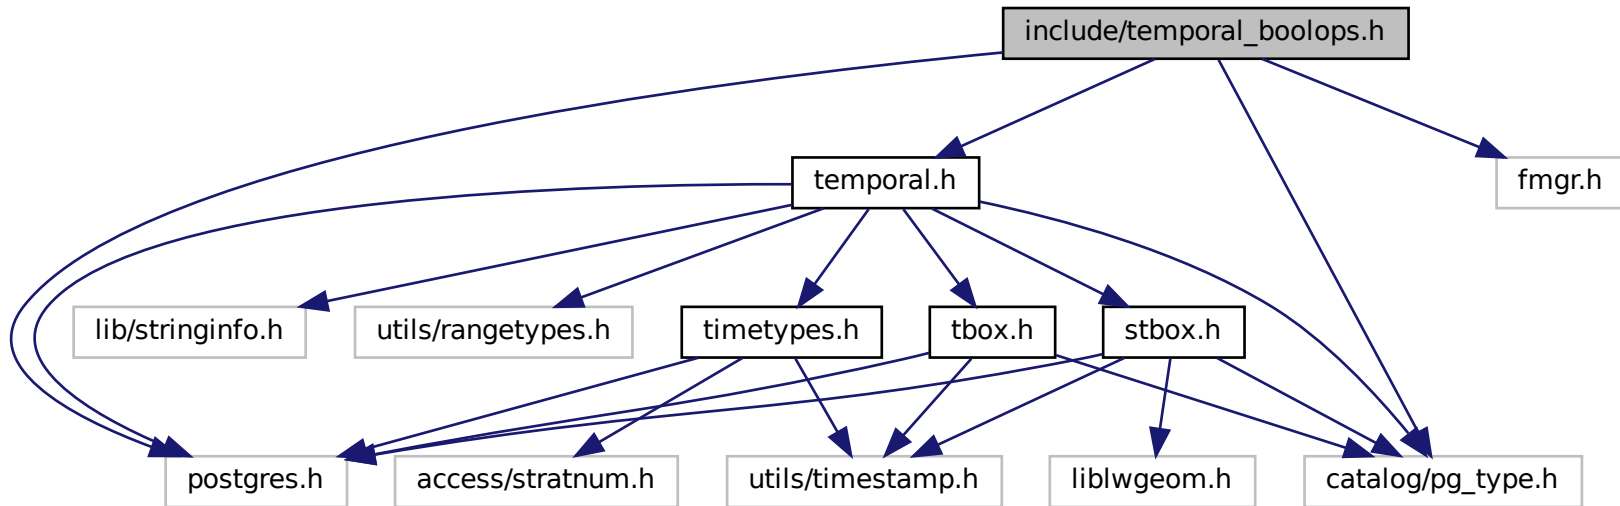 include/temporal_boolops.h
temporal.h
fmgr.h
lib/stringinfo.h
utils/rangetypes.h
timetypes.h
tbox.h
stbox.h
postgres.h
access/stratnum.h
utils/timestamp.h
liblwgeom.h
catalog/pg_type.h